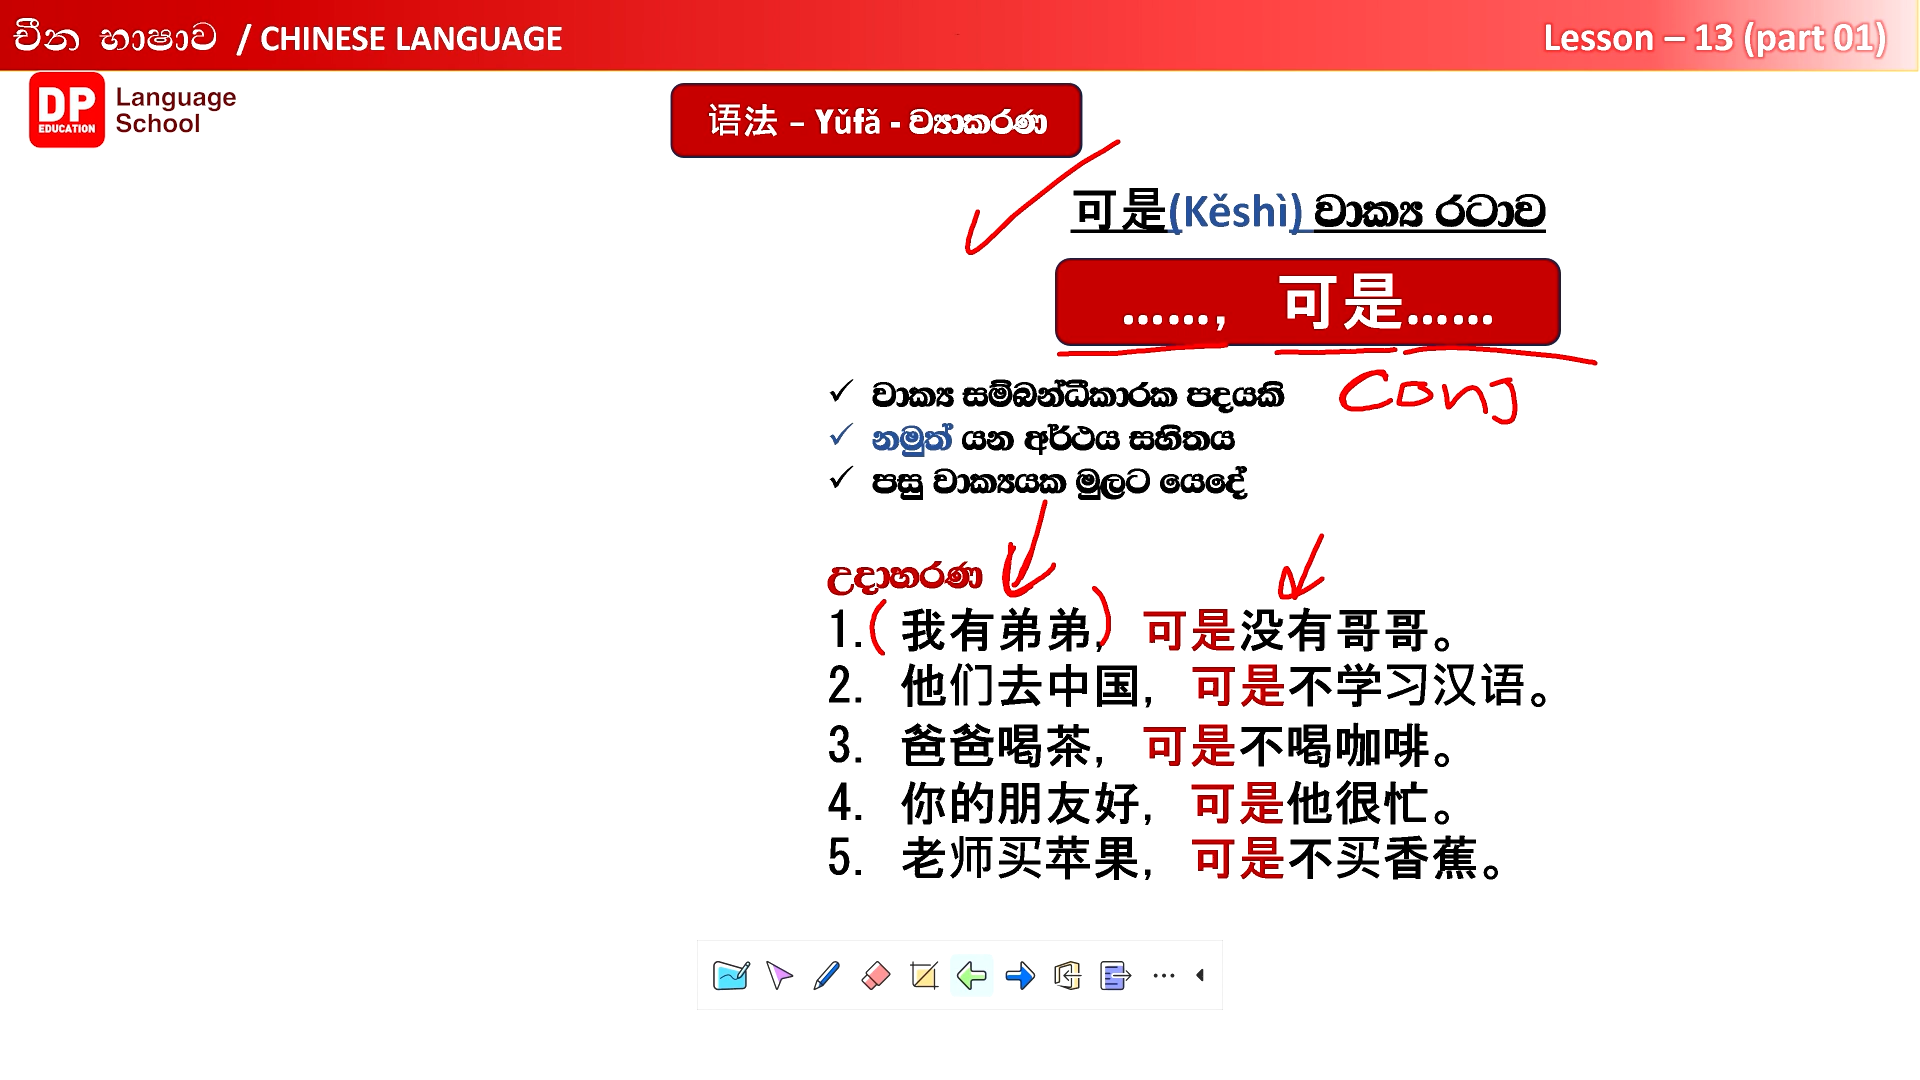 චීන භාෂාව / CHINESE LANGUAGE
Lesson – 13 (part 01)
DP
EDUCATION
Language
School
语法 – Yǔfǎ - ව්‍යාකරණ
可是(Kěshì) වාක්‍ය රටාව
......， 可是......
✓ වාක්‍ය සම්බන්ධීකාරක පදයකි
Conj
✓ නමුත් යන අර්ථය සහිතය
✓ පසු වාක්‍යයක මුලට යෙදේ
උදාහරණ
1. (我有弟弟)，可是没有哥哥。
2. 他们去中国，可是不学习汉语。
3. 爸爸喝茶，可是不喝咖啡。
4. 你的朋友好，可是他很忙。
5. 老师买苹果，可是不买香蕉。